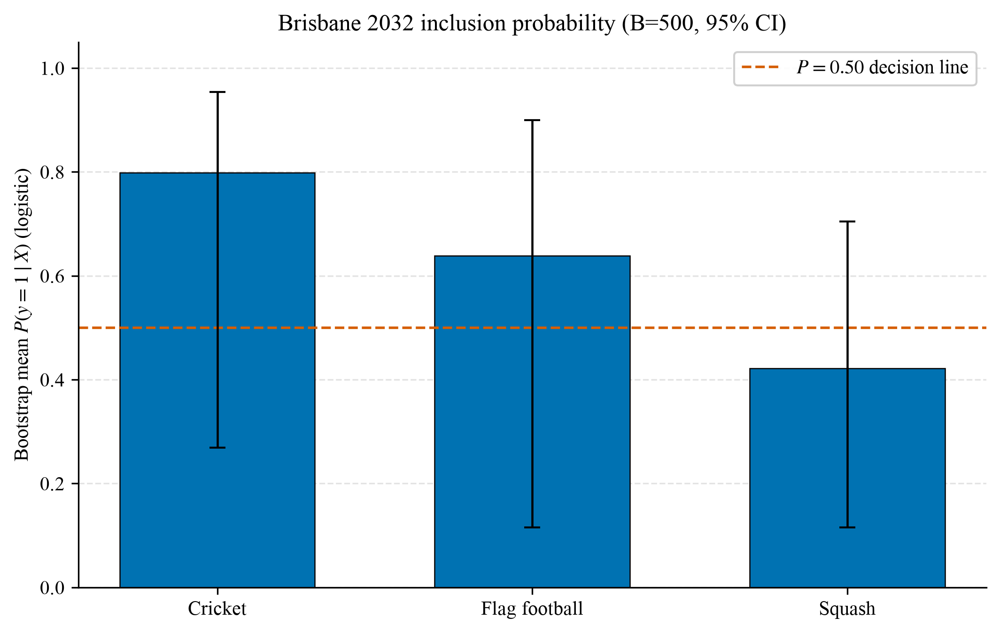 Brisbane 2032 inclusion probability (B=500, 95% CI)
P = 0.50 decision line
Bootstrap mean P(y = 1 | X) (logistic)
1.0
0.8
0.6
0.4
0.2
0.0
Cricket
Flag football
Squash